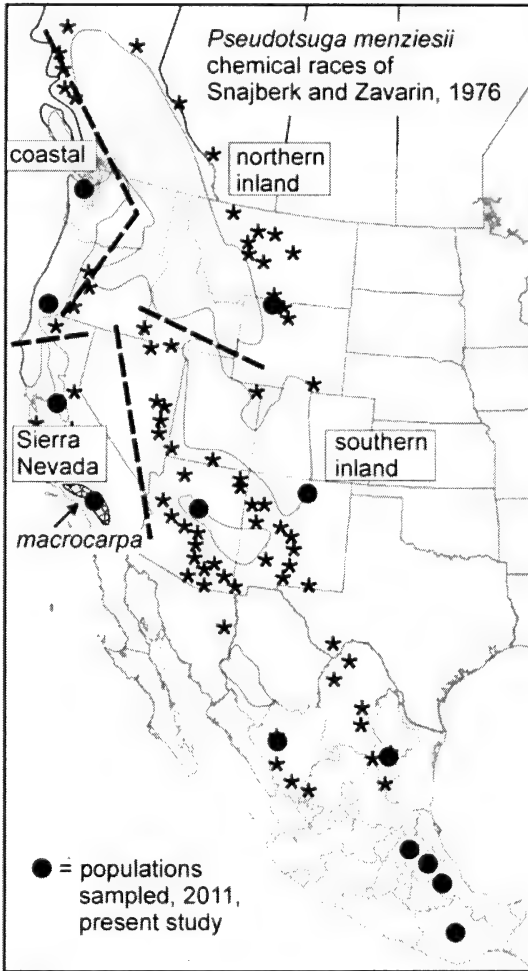 Pseudotsuga menziesii
chemical races of
Snajberk and Zavarin, 1976
coastal
northern
inland
Sierra
Nevada
southern
inland
macrocarpa
= populations
sampled, 2011,
present study